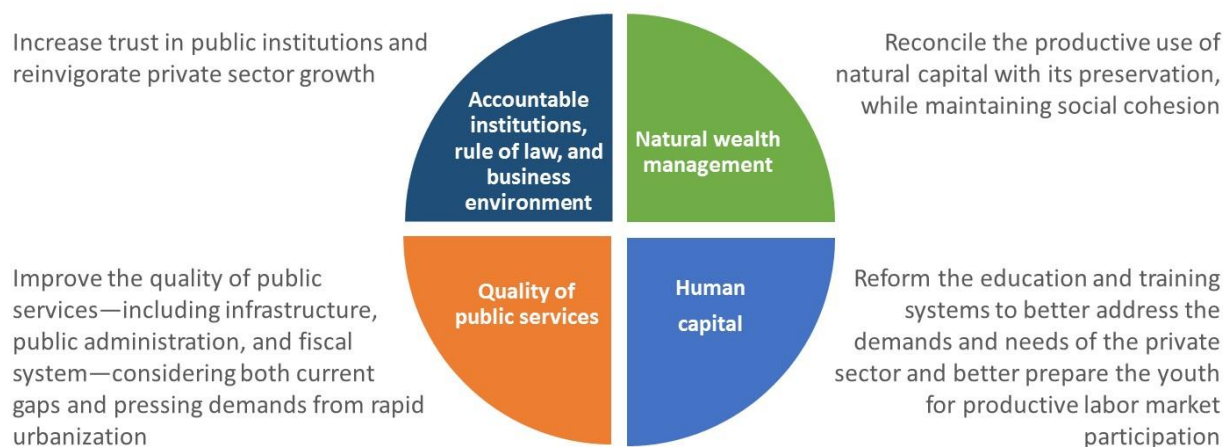 Increase trust in public institutions and
reinvigorate private sector growth
Accountable
institutions,
rule of law, and
business
environment
Natural wealth
management
Reconcile the productive use of
natural capital with its preservation,
while maintaining social cohesion
Improve the quality of public
services—including infrastructure,
public administration, and fiscal
system—considering both current
gaps and pressing demands from rapid
urbanization
Quality of
public services
Human
capital
Reform the education and training
systems to better address the
demands and needs of the private
sector and better prepare the youth
for productive labor market
participation